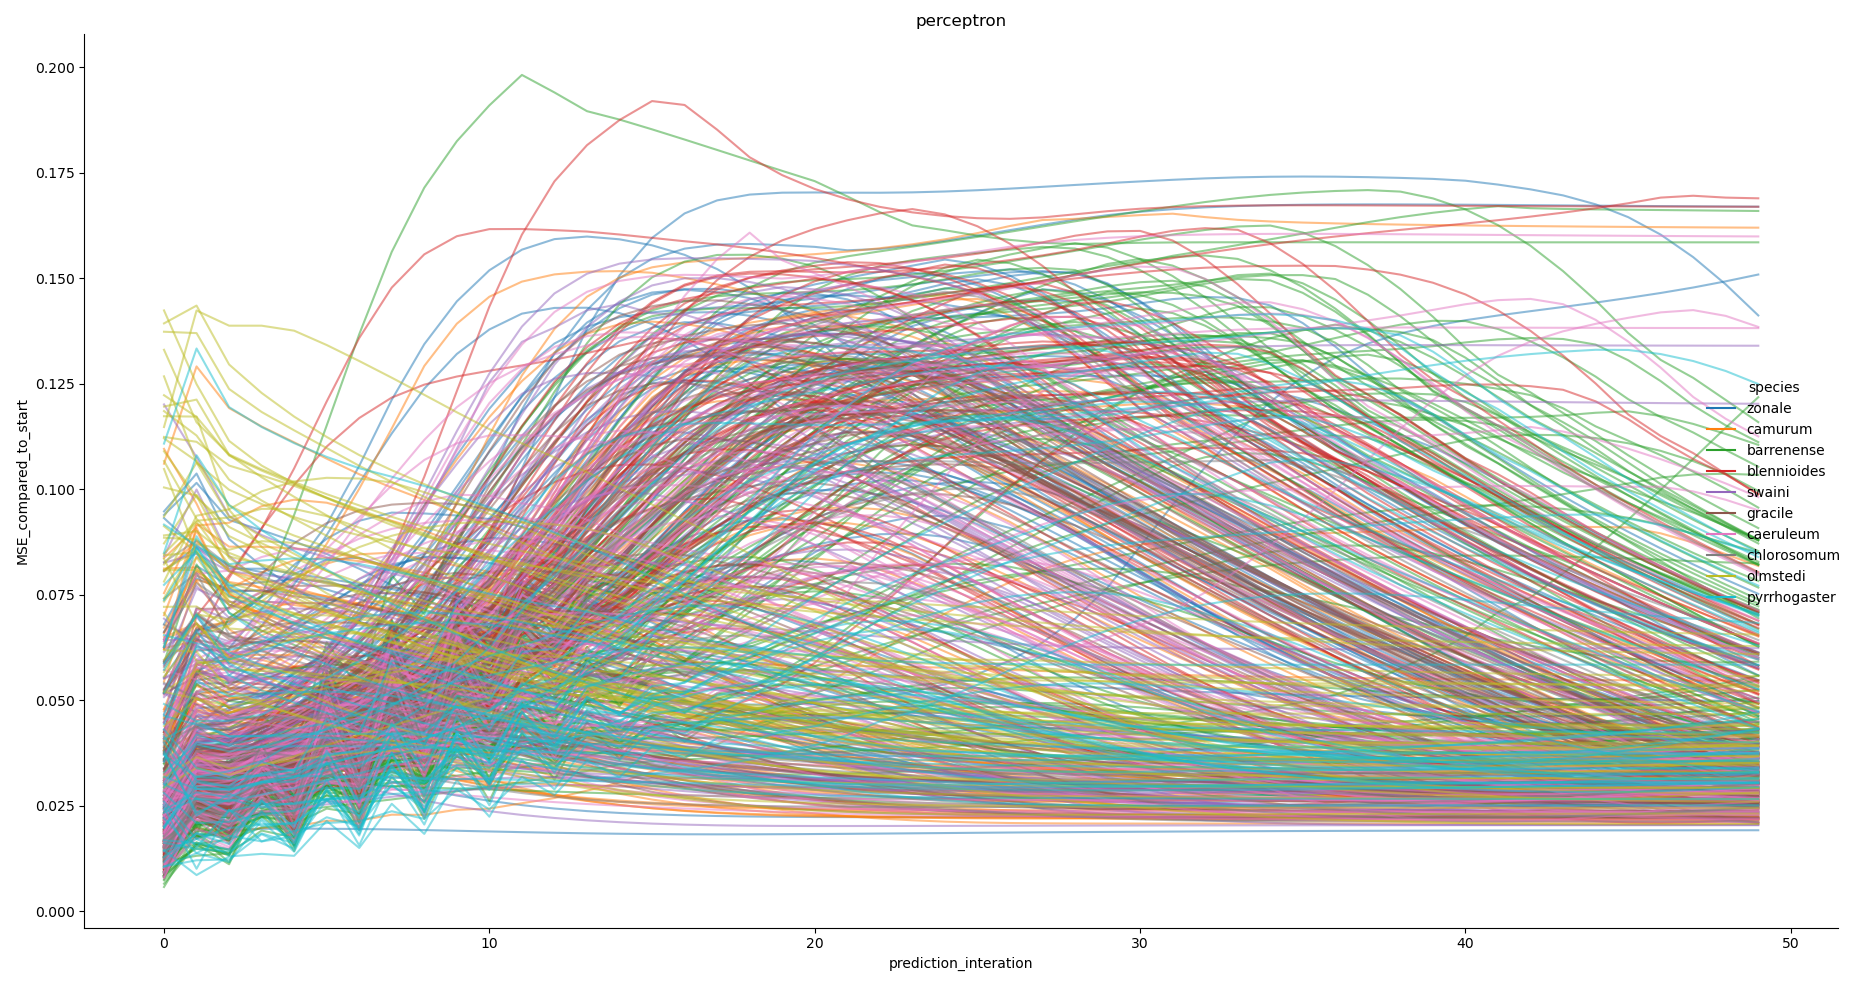 perceptron
MSE_compared_to_start
0.200
0.175
0.150
0.125
0.100
0.075
0.050
0.025
0.000
species
zonale
camurum
barrenense
blennioides
swaini
gracile
caeruleum
chlorosomum
olmstedi
pyrrhogaster
0 10 20 30 40 50
prediction_interation